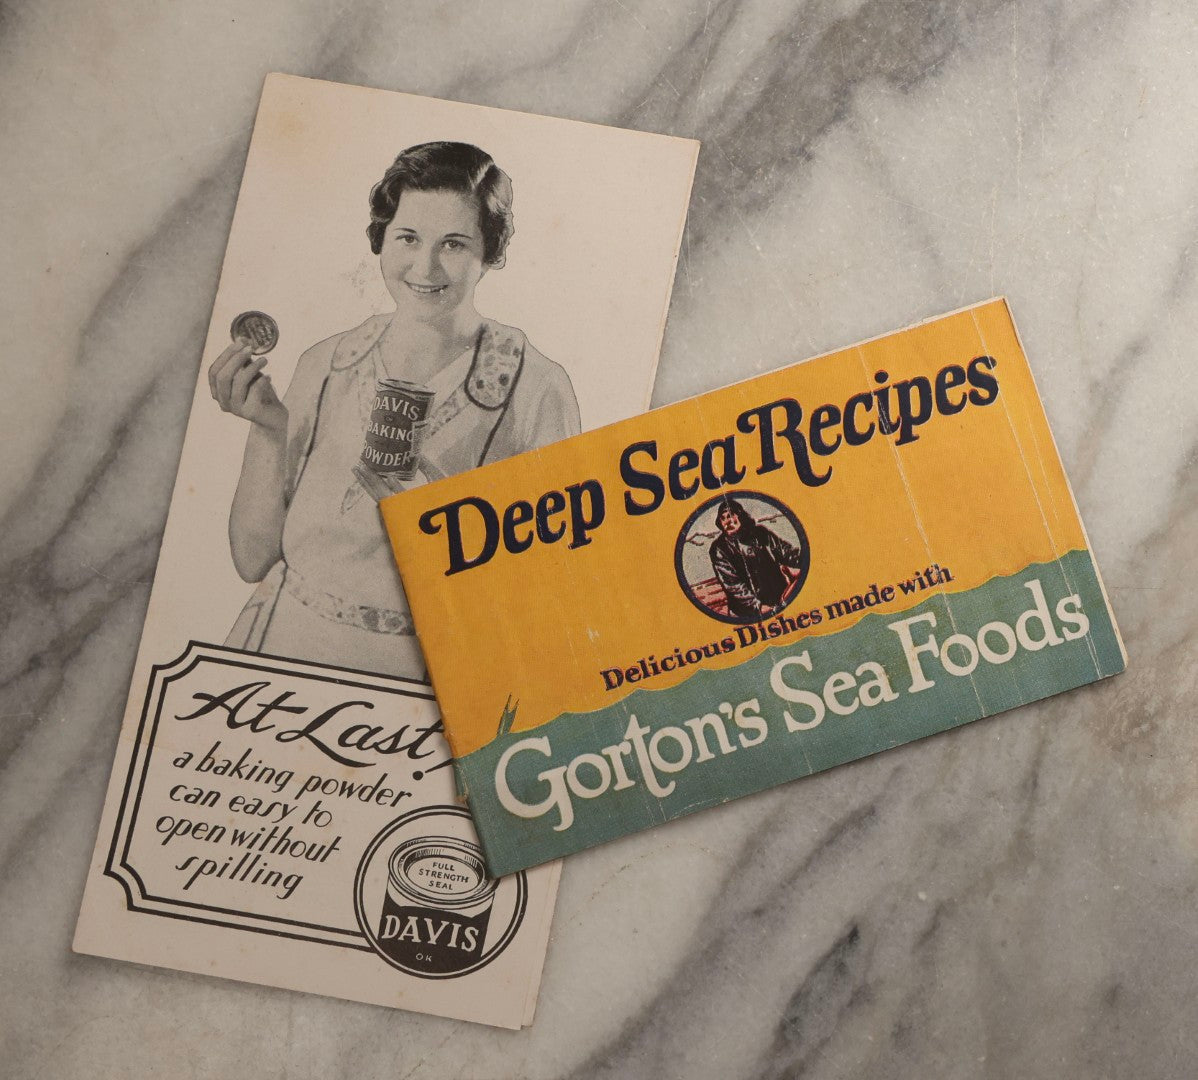 DAVIS
BAKING
POWDER
At Last!
a baking powder
can easy to
open without
spilling
FULL
STRENGTH
SEAL
DAVIS
OK
Deep Sea Recipes
Delicious Dishes made with
Gorton's Sea Foods